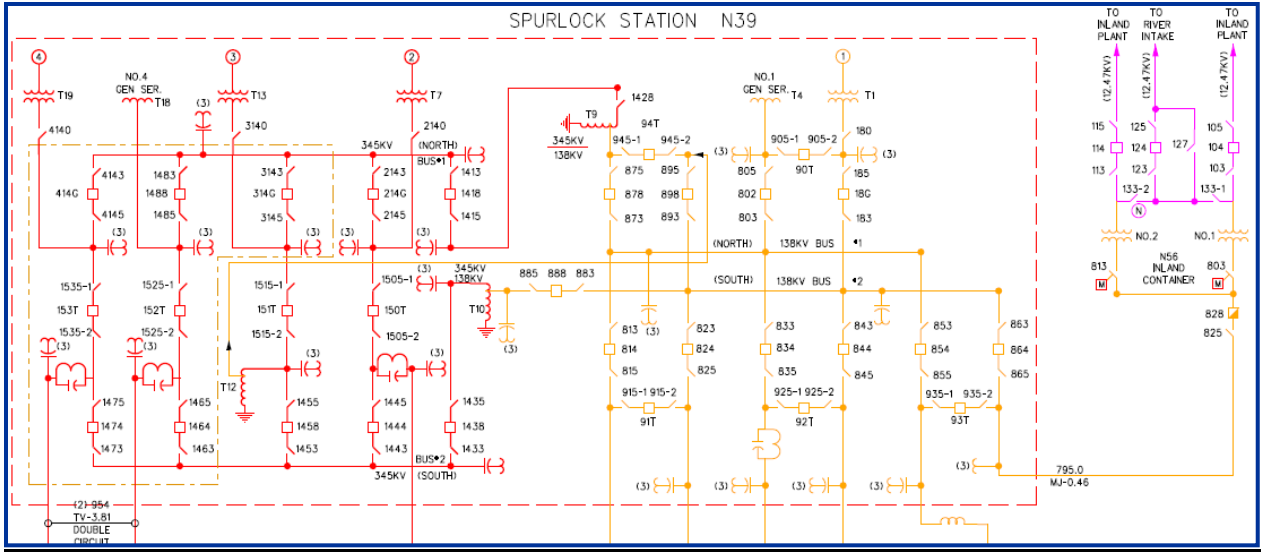 SPURLOCK STATION N39
TO INLAND PLANT
TO RIVER INTAKE
TO INLAND PLANT
(12.47KV)
(12.47KV)
(12.47KV)
4
3
2
1
NO.4
GEN SER.
T19
T18
(3)
T13
T7
1428
T9
94T
NO.1
GEN SER.
T4
T1
4140
3140
2140
345KV (NORTH)
BUS#1
345KV
138KV
945-1 945-2
(3)
905-1 905-2
90T
180
(3)
115
125
127
105
114
124
104
113
123
103
133-2
133-1
N
4143
1483
3143
2143
1413
875
895
805
185
414G
1488
314G
214G
1418
878
898
802
18G
4145
1485
3145
2145
1415
873
893
803
183
(3)
(3)
(3)
(3)
(3)
(NORTH) 138KV BUS #1
NO.2
NO.1
N56
INLAND
CONTAINER
813
M
803
M
828
825
1535-1
1525-1
1515-1
1505-1
(3)
345KV
138KV
885 888 883
(SOUTH) 138KV BUS #2
153T
152T
151T
150T
T10
(3)
(3)
(3)
1535-2
1525-2
1515-2
1505-2
(3)
(3)
(3)
(3)
T12
813
823
833
843
853
863
814
824
834
844
854
864
815
825
835
845
855
865
915-1 915-2
91T
925-1 925-2
92T
935-1 935-2
93T
1475
1465
1455
1445
1435
1474
1464
1458
1444
1438
1473
1463
1453
1443
1433
BUS#2
345KV (SOUTH)
(3)
(3)
(3)
(3)
(3)
795.0
MJ-0.46
(2) 954
TV-3.81
DOUBLE
CIRCUIT